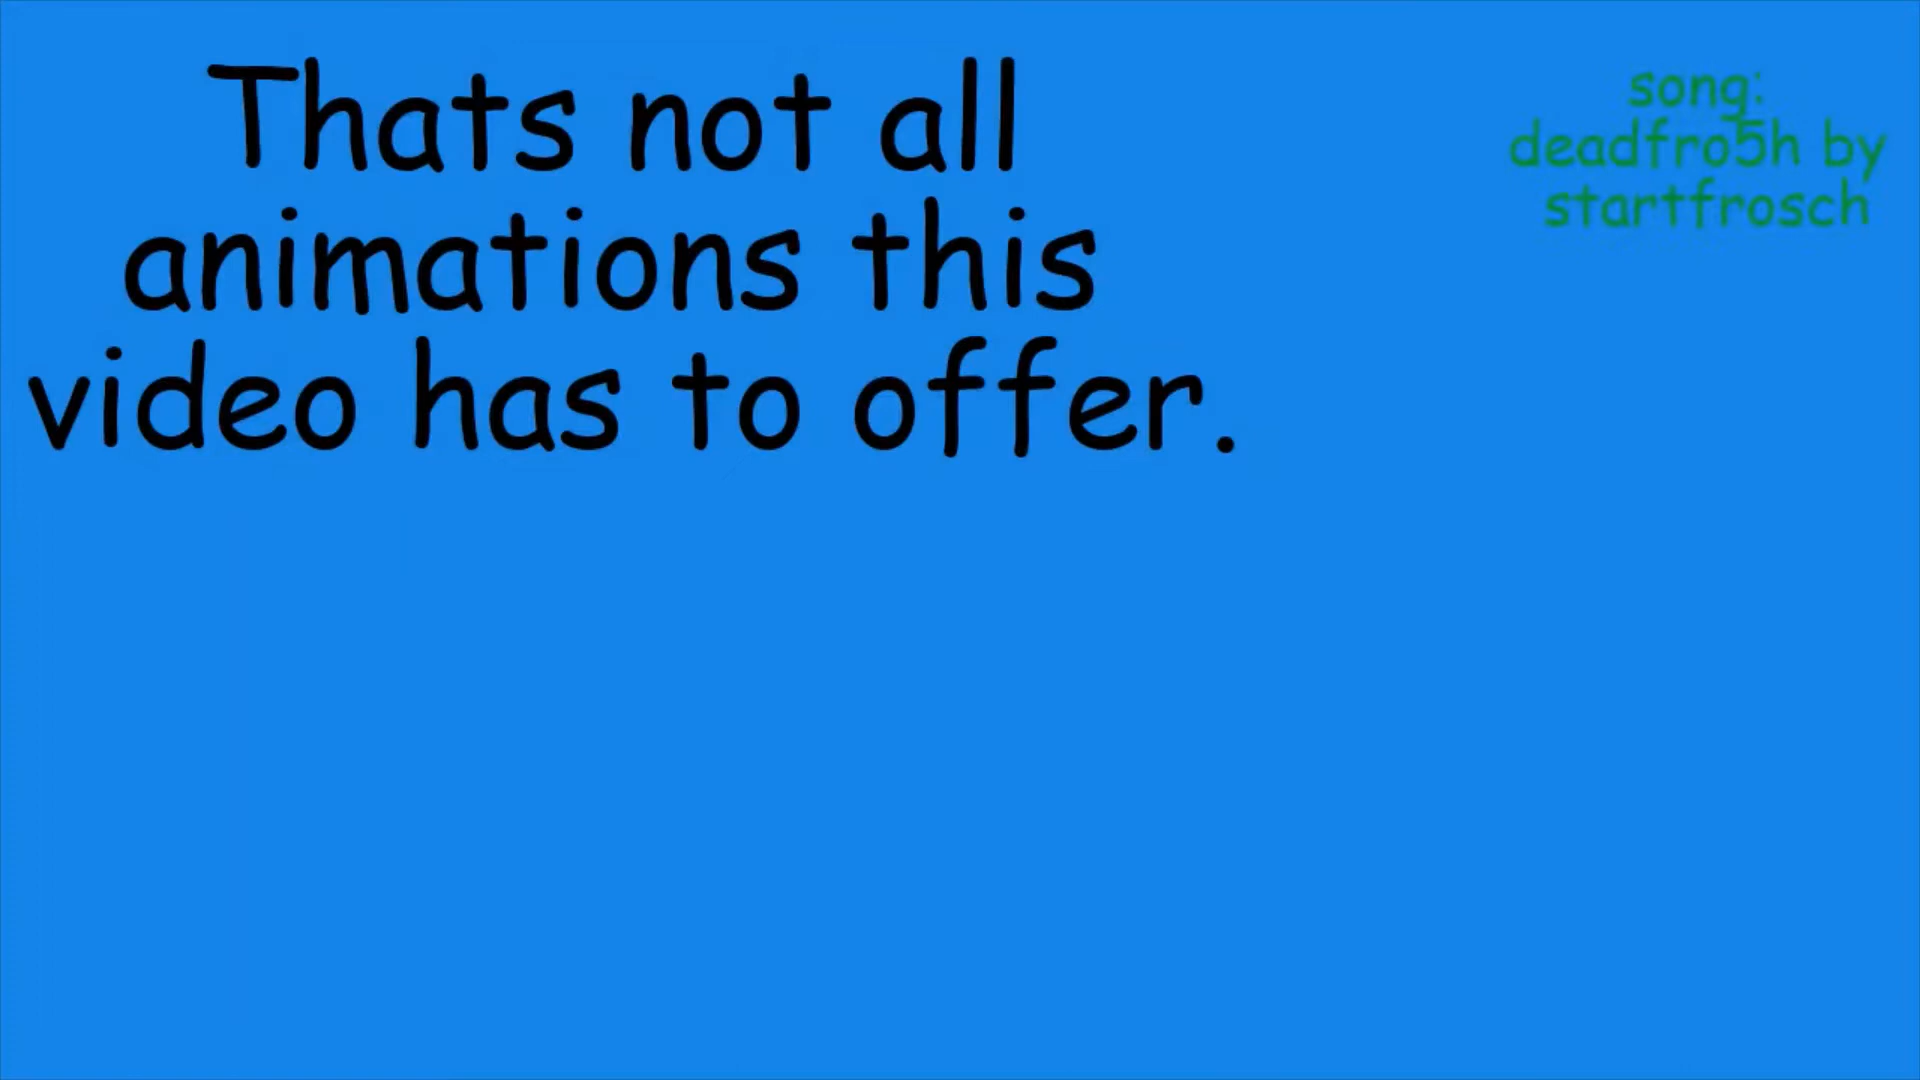 Thats not all
animations this
video has to offer.
song:
deadfro5h by
startfrosch